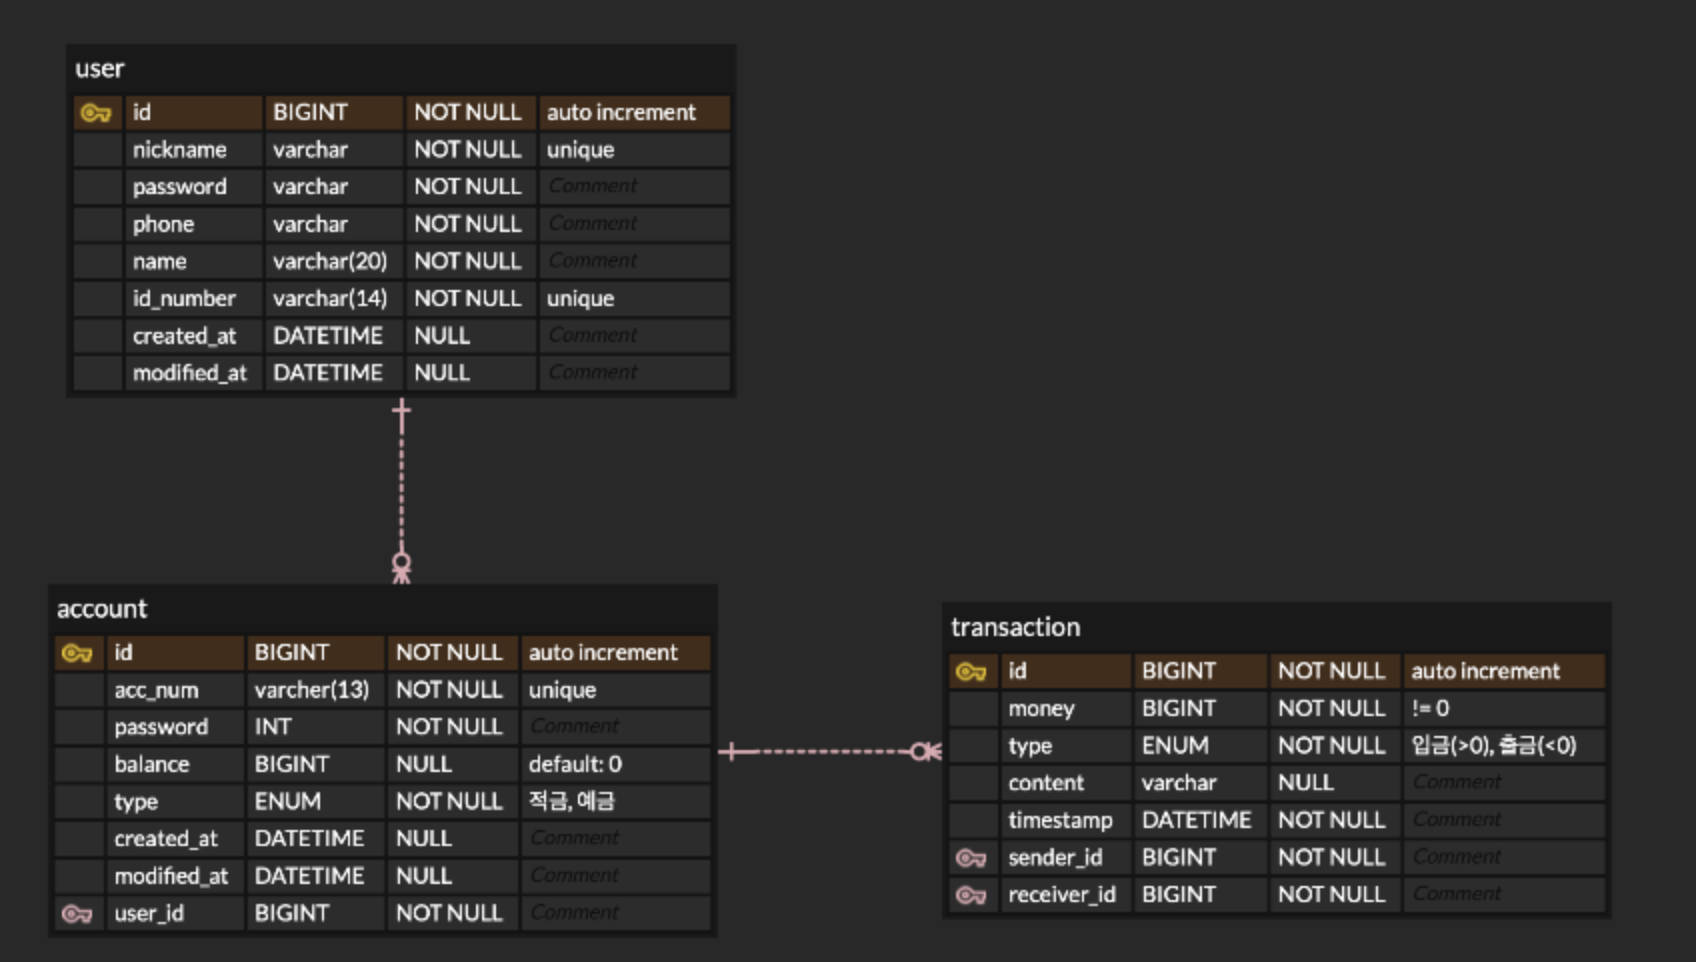 user
id BIGINT NOT NULL auto increment
nickname varchar NOT NULL unique
password varchar NOT NULL Comment
phone varchar NOT NULL Comment
name varchar(20) NOT NULL Comment
id_number varchar(14) NOT NULL unique
created_at DATETIME NULL Comment
modified_at DATETIME NULL Comment
account
id BIGINT NOT NULL auto increment
acc_num varcher(13) NOT NULL unique
password INT NOT NULL Comment
balance BIGINT NULL default: 0
type ENUM NOT NULL 적금, 예금
created_at DATETIME NULL Comment
modified_at DATETIME NULL Comment
user_id BIGINT NOT NULL Comment
transaction
id BIGINT NOT NULL auto increment
money BIGINT NOT NULL != 0
type ENUM NOT NULL 입금(>0), 출금(<0)
content varchar NULL Comment
timestamp DATETIME NOT NULL Comment
sender_id BIGINT NOT NULL Comment
receiver_id BIGINT NOT NULL Comment